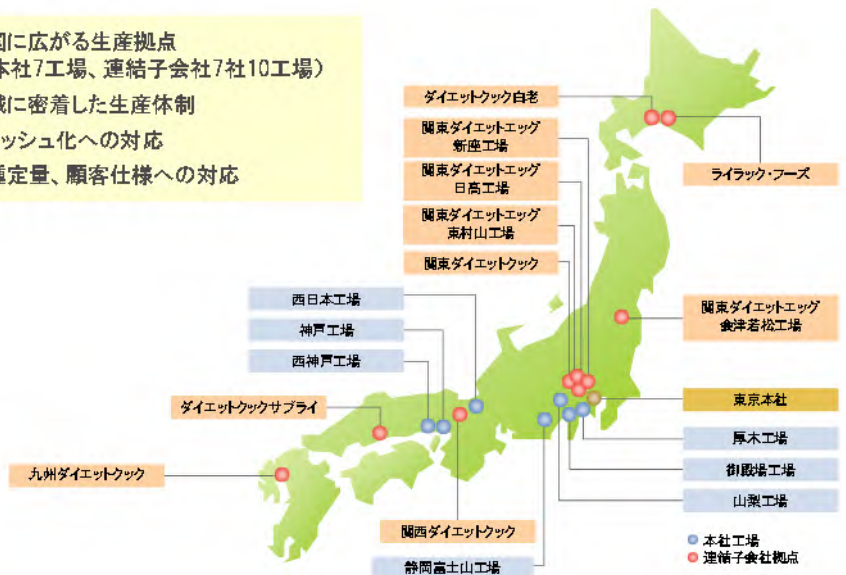 国に広がる生産拠点
本社7工場、連結子会社7社10工場）
域に密着した生産体制
ッシュ化への対応
重定量、顧客仕様への対応
ダイエットクック白老
関東ダイエットエッグ
新座工場
関東ダイエットエッグ
日高工場
関東ダイエットエッグ
東村山工場
関東ダイエットクック
ライラック・フーズ
西日本工場
神戸工場
西神戸工場
関東ダイエットエッグ
会津若松工場
ダイエットクックサプライ
東京本社
厚木工場
御殿場工場
山梨工場
九州ダイエットクック
関西ダイエットクック
静岡富士山工場
本社工場
連結子会社拠点